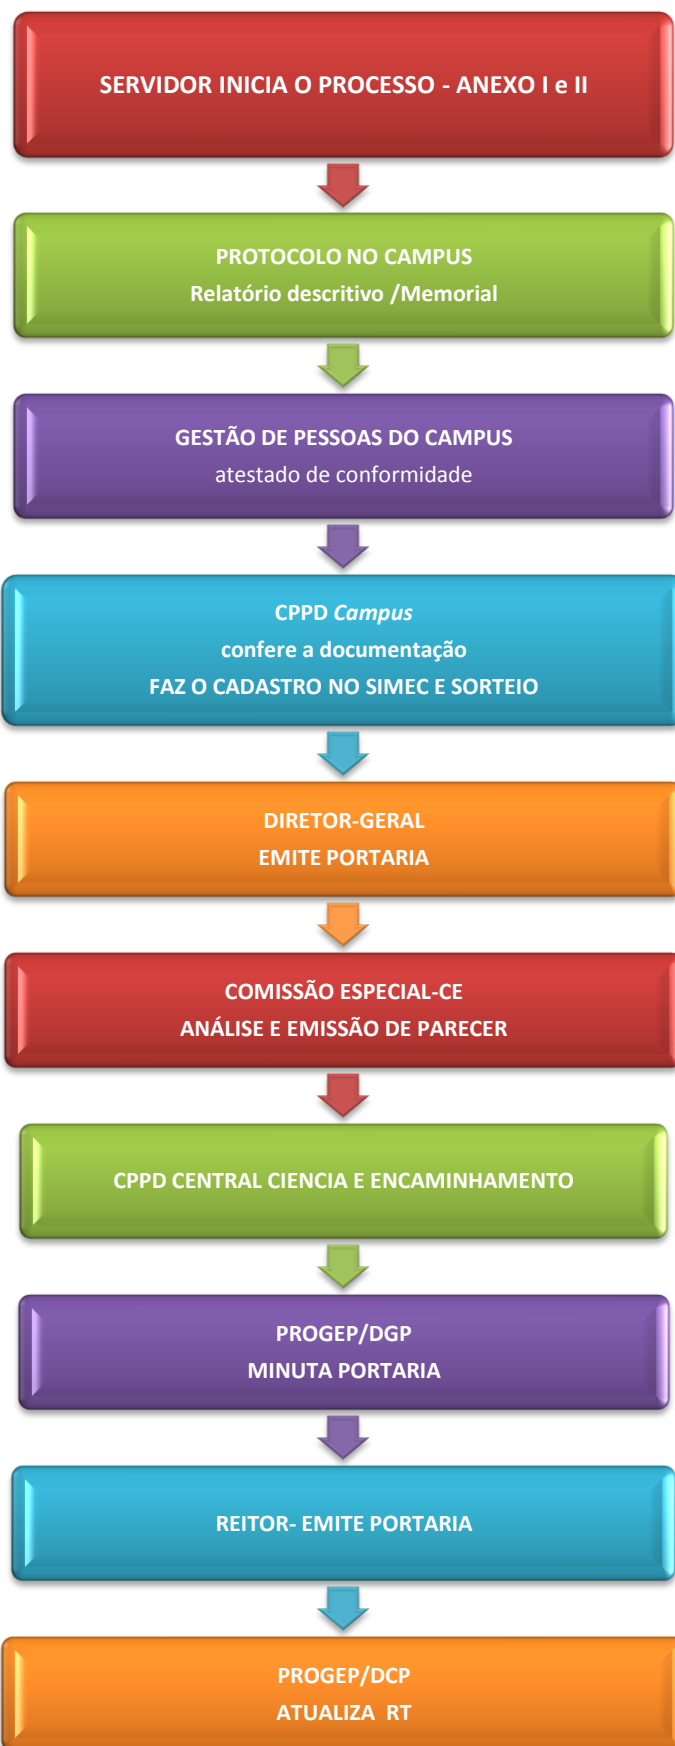 SERVIDOR INICIA O PROCESSO - ANEXO I e II
PROTOCOLO NO CAMPUS
Relatório descritivo /Memorial
GESTÃO DE PESSOAS DO CAMPUS
atestado de conformidade
CPPD Campus
confere a documentação
FAZ O CADASTRO NO SIMEC E SORTEIO
DIRETOR-GERAL
EMITE PORTARIA
COMISSÃO ESPECIAL-CE
ANÁLISE E EMISSÃO DE PARECER
CPPD CENTRAL CIENCIA E ENCAMINHAMENTO
PROGEP/DGP
MINUTA PORTARIA
REITOR- EMITE PORTARIA
PROGEP/DCP
ATUALIZA RT